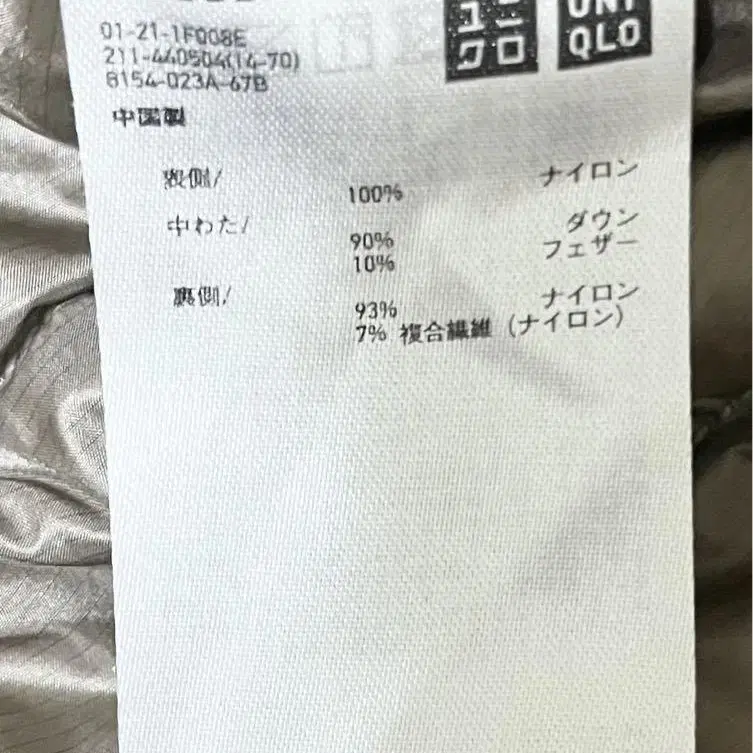 ユニ
クロ
UNI
QLO
01-21-1F008E
211-440504(14-70)
8154-023A-67B
中国製
表側/
100% ナイロン
中わた/
90% ダウン
10% フェザー
裏側/
93% ナイロン
7% 複合繊維(ナイロン)